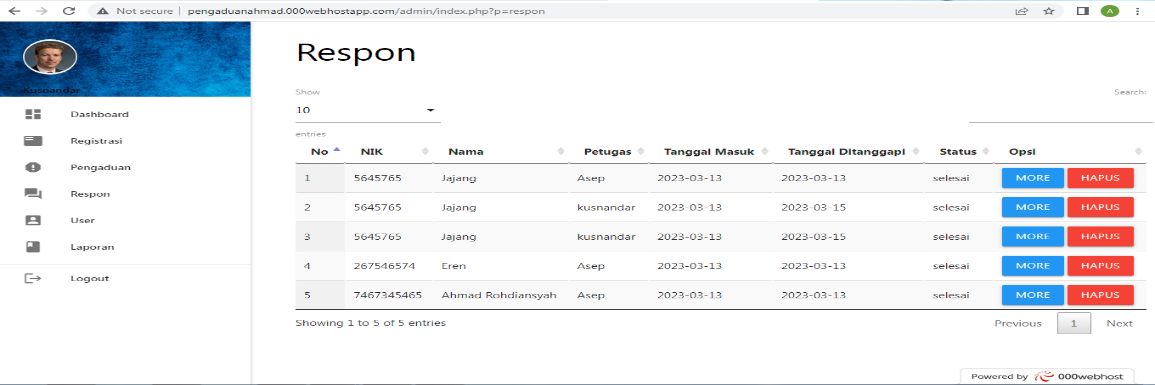 Not secure | pengaduanahmad.000webhostapp.com/admin/index.php?p=respon
A
Kusnandar
Dashboard
Registrasi
Pengaduan
Respon
User
Laporan
Logout
Respon
Show
10
entries
Search:
No NIK Nama Petugas Tanggal Masuk Tanggal Ditanggapi Status Opsi
1 5645765 Jajang Asep 2023-03-13 2023-03-13 selesai MORE HAPUS
2 5645765 Jajang kusnandar 2023-03-13 2023-03-15 selesai MORE HAPUS
3 5645765 Jajang kusnandar 2023-03-13 2023-03-15 selesai MORE HAPUS
4 267546574 Eren Asep 2023-03-13 2023-03-13 selesai MORE HAPUS
5 7467345465 Ahmad Rohdiansyah Asep 2023-03-13 2023-03-13 selesai MORE HAPUS
Showing 1 to 5 of 5 entries
Previous 1 Next
Powered by 000webhost